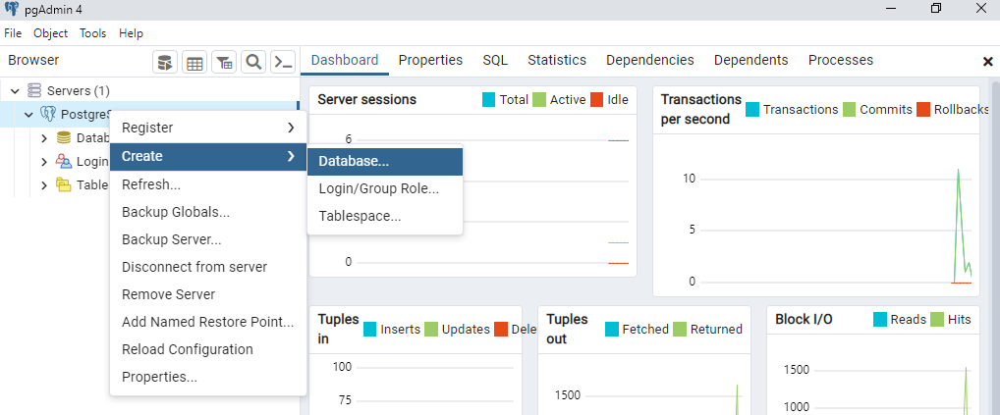 pgAdmin 4
File Object Tools Help
Browser
Dashboard Properties SQL Statistics Dependencies Dependents Processes
Servers (1)
PostgreS
Datab
Login
Table
Register
Create
Refresh...
Backup Globals...
Backup Server...
Disconnect from server
Remove Server
Add Named Restore Point...
Reload Configuration
Properties...
Database...
Login/Group Role...
Tablespace...
Server sessions
Total Active Idle
6
0
Transactions per second
Transactions Commits Rollbacks
10
5
0
Tuples in
Inserts Updates Dele
100
75
Tuples out
Fetched Returned
1500
Block I/O
Reads Hits
1500
1000